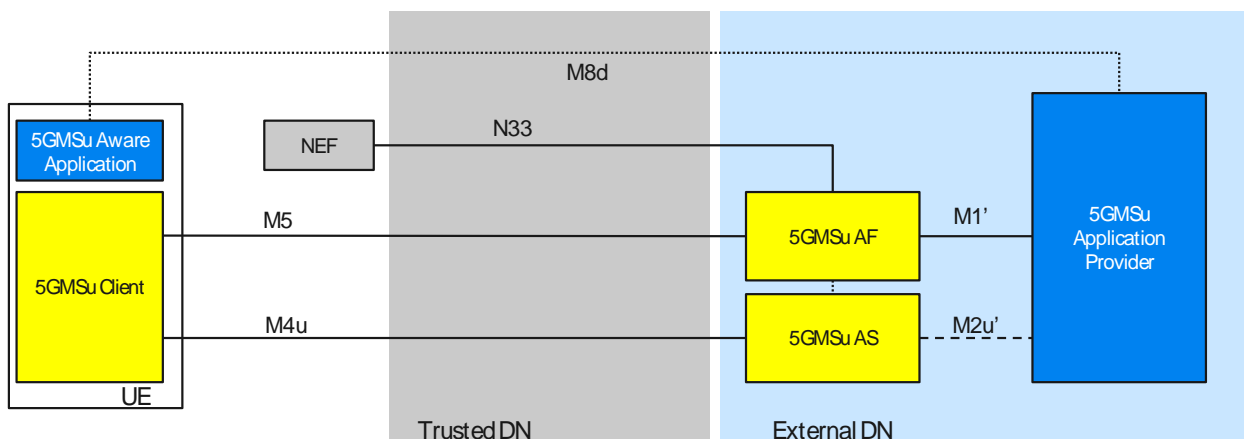 M8d
5GMSu Aware
Application
NEF
N33
5GMSu Client
M5
5GMSu AF
M1’
5GMSu
Application
Provider
M4u
5GMSu AS
M2u’
UE
Trusted DN
External DN